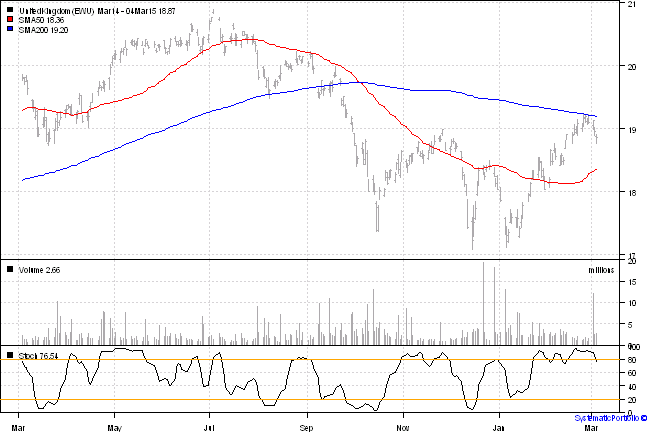 UnitedKingdom (EWU) Mar14 - 04Mar15 18.87
SMA50 18.36
SMA200 19.20
21
20
19
18
17
Volume 2.66
millions
20
15
10
5
0
Stoch 76.54
100
80
60
40
20
0
Mar May Jul Sep Nov Jan Mar
SystematicPortfolio ©